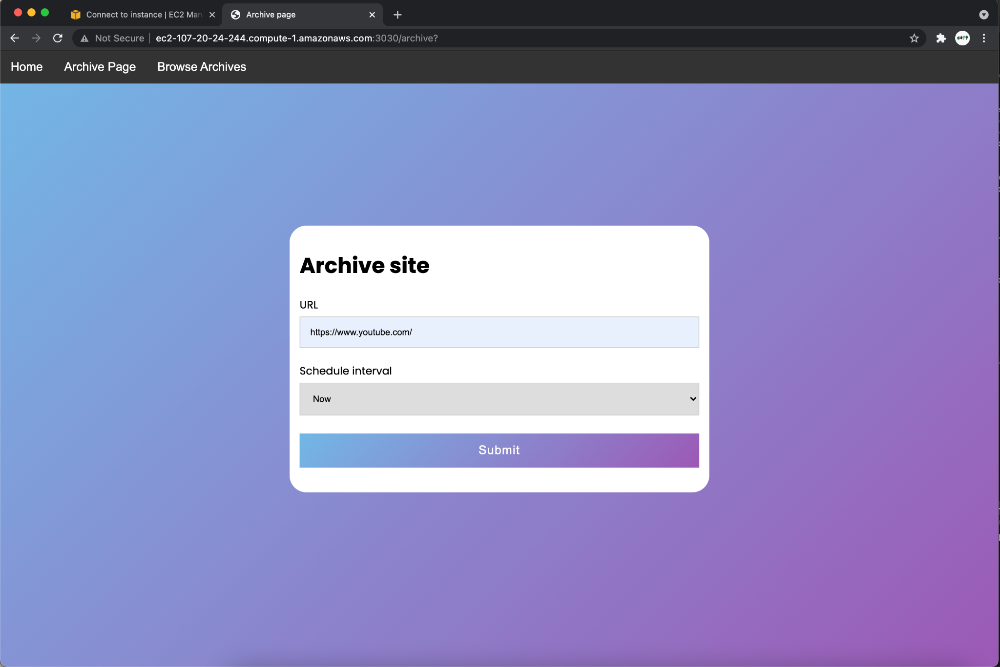 Connect to instance | EC2 Man
Archive page
Not Secure
ec2-107-20-24-244.compute-1.amazonaws.com:3030/archive?
Home
Archive Page
Browse Archives
Archive site
URL
https://www.youtube.com/
Schedule interval
Now
Submit